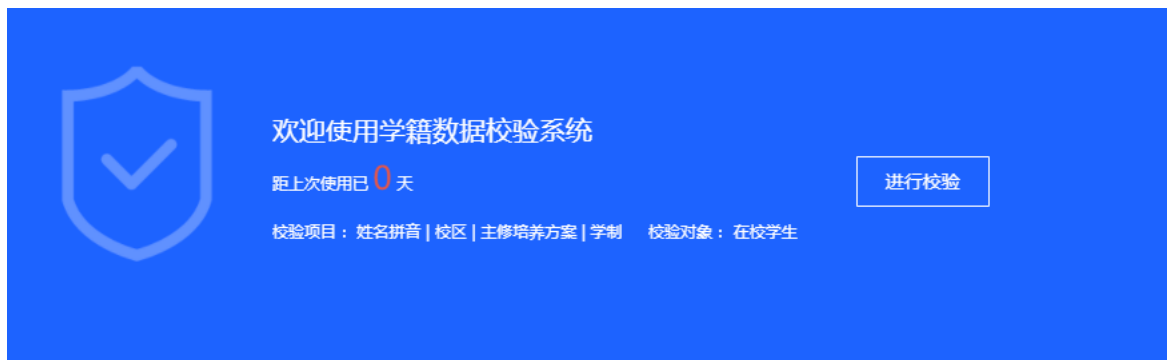 欢迎使用学籍数据校验系统
距上次使用已 0 天
进行校验
校验项目：姓名拼音 | 校区 | 主修培养方案 | 学制 校验对象：在校学生